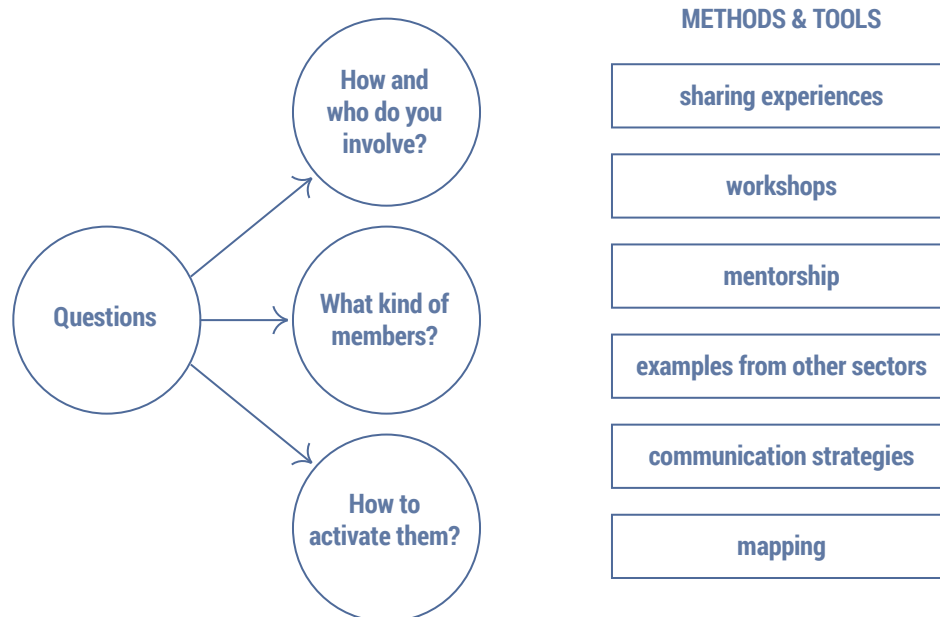 Questions
How and
who do you
involve?
What kind of
members?
How to
activate them?
METHODS & TOOLS
sharing experiences
workshops
mentorship
examples from other sectors
communication strategies
mapping